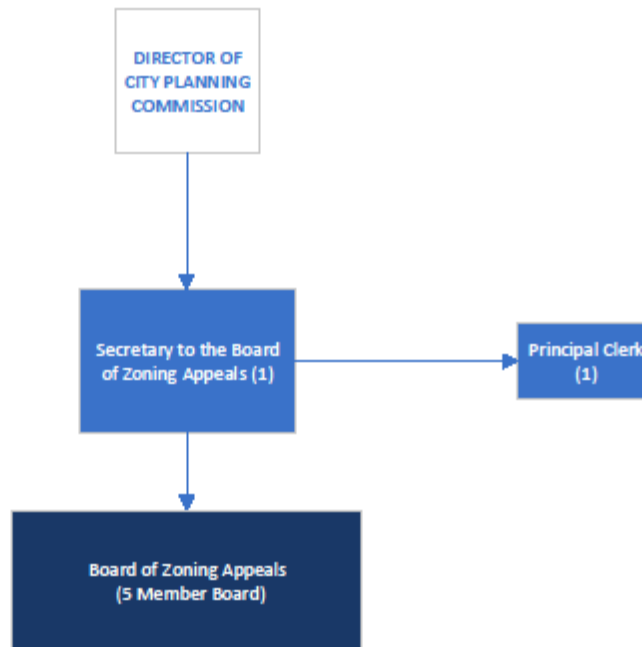 DIRECTOR OF
CITY PLANNING
COMMISSION
Secretary to the Board
of Zoning Appeals (1)
Principal Clerk
(1)
Board of Zoning Appeals
(5 Member Board)